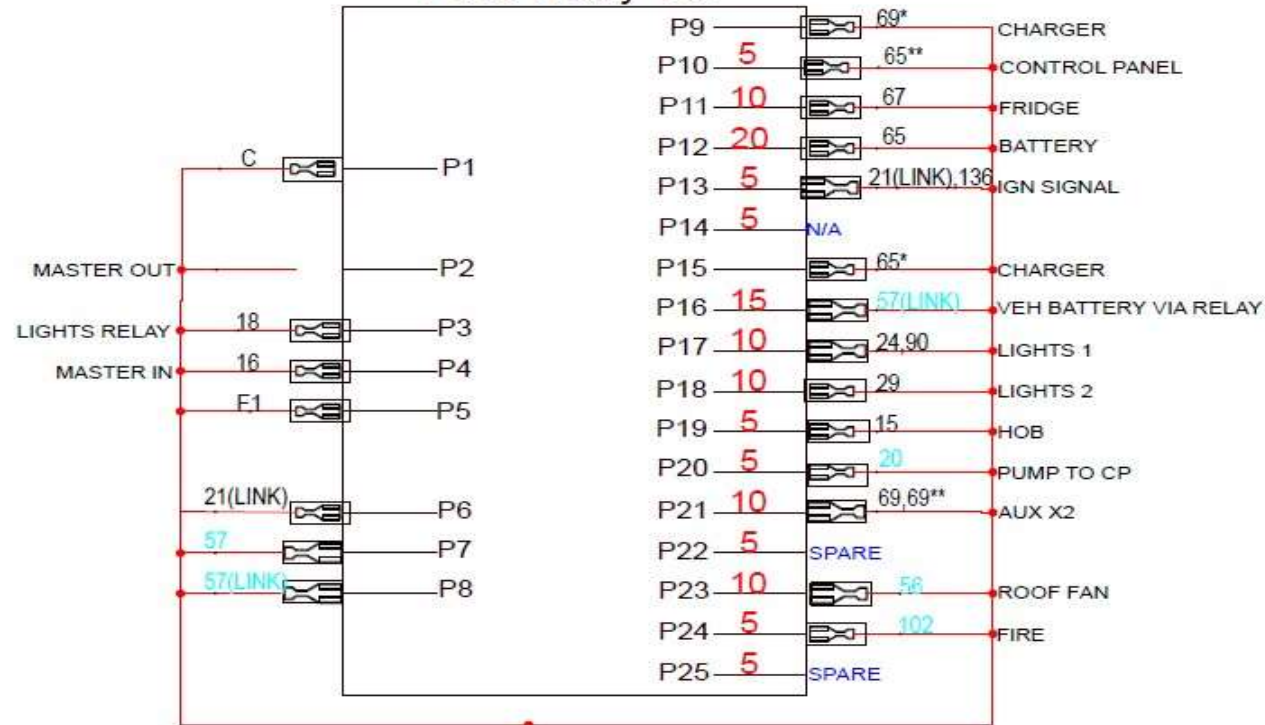 P9 69* CHARGER
P10 5 65** CONTROL PANEL
P11 10 67 FRIDGE
P12 20 65 BATTERY
C P1
P13 5 21(LINK),136 IGN SIGNAL
P14 5 N/A
MASTER OUT P2
P15 65* CHARGER
P16 15 57(LINK) VEH BATTERY VIA RELAY
LIGHTS RELAY 18 P3
P17 10 24,90 LIGHTS 1
MASTER IN 16 P4
P18 10 29 LIGHTS 2
F.1 P5
P19 5 15 HOB
P20 5 20 PUMP TO CP
21(LINK) P6
P21 10 69,69** AUX X2
57 P7
P22 5 SPARE
57(LINK) P8
P23 10 56 ROOF FAN
P24 5 102 FIRE
P25 5 SPARE